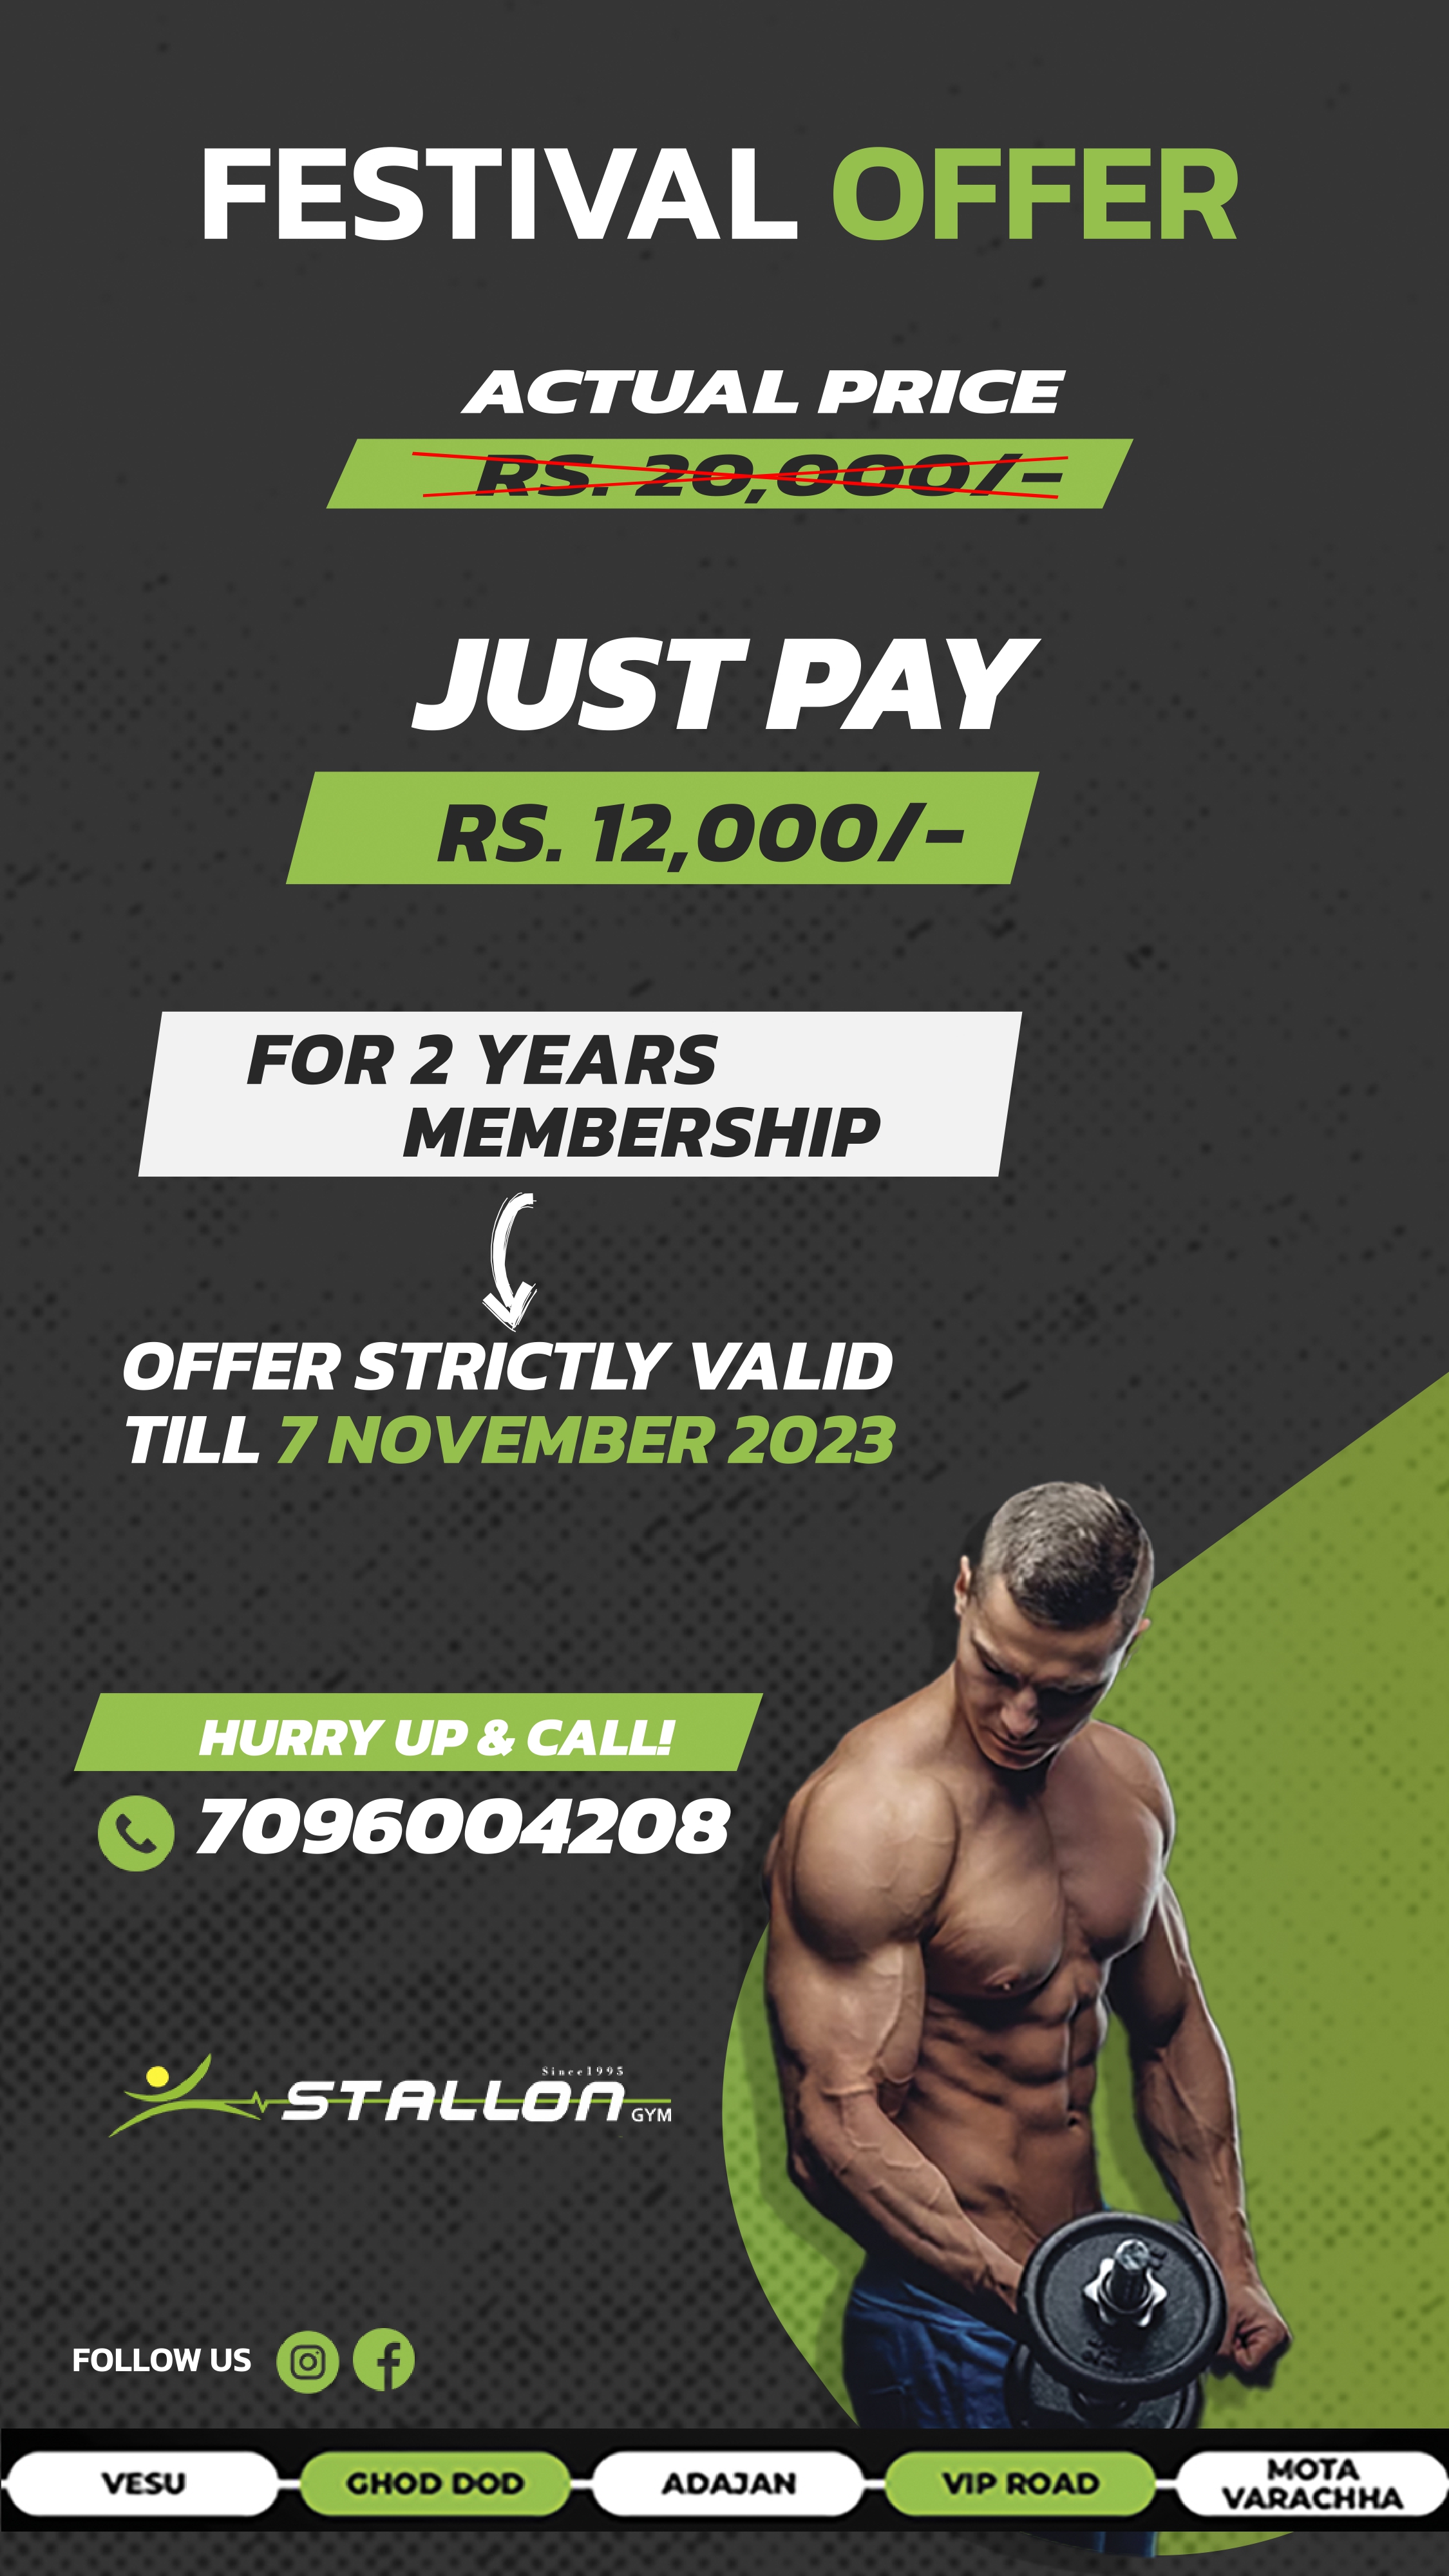 FESTIVAL OFFER
ACTUAL PRICE
RS. 20,000/-
JUST PAY
RS. 12,000/-
FOR 2 YEARS
MEMBERSHIP
OFFER STRICTLY VALID
TILL 7 NOVEMBER 2023
HURRY UP & CALL!
7096004208
Since1995
STALLON GYM
FOLLOW US
VESU
GHOD DOD
ADAJAN
VIP ROAD
MOTA
VARACHHA